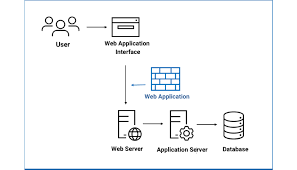 User
Web Application
Interface
Web Application
Web Server
Application Server
Database